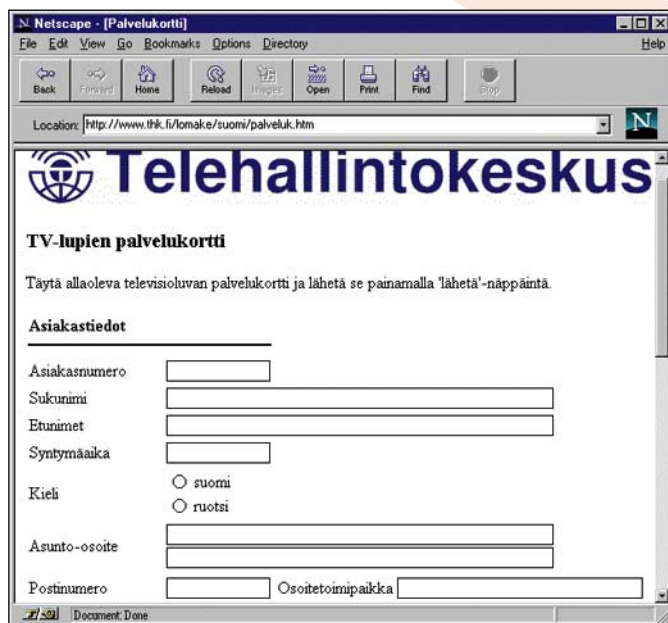 Netscape - [Palvelukortti]
File Edit View Go Bookmarks Options Directory Help
Back Forward Home Reload Images Open Print Find Stop
Location: http://www.thk.fi/lomake/suomi/palveluk.htm
N
Telehallintokeskus
TV-lupien palvelukortti
Täytä allaoleva televisioluvan palvelukortti ja lähetä se painamalla 'lähetä'-näppäintä.
Asiakastiedot
Asiakasnumero
Sukunimi
Etunimet
Syntymäaika
Kieli
suomi
ruotsi
Asunto-osoite
Postinumero Osoitetoimipaikka
Document: Done